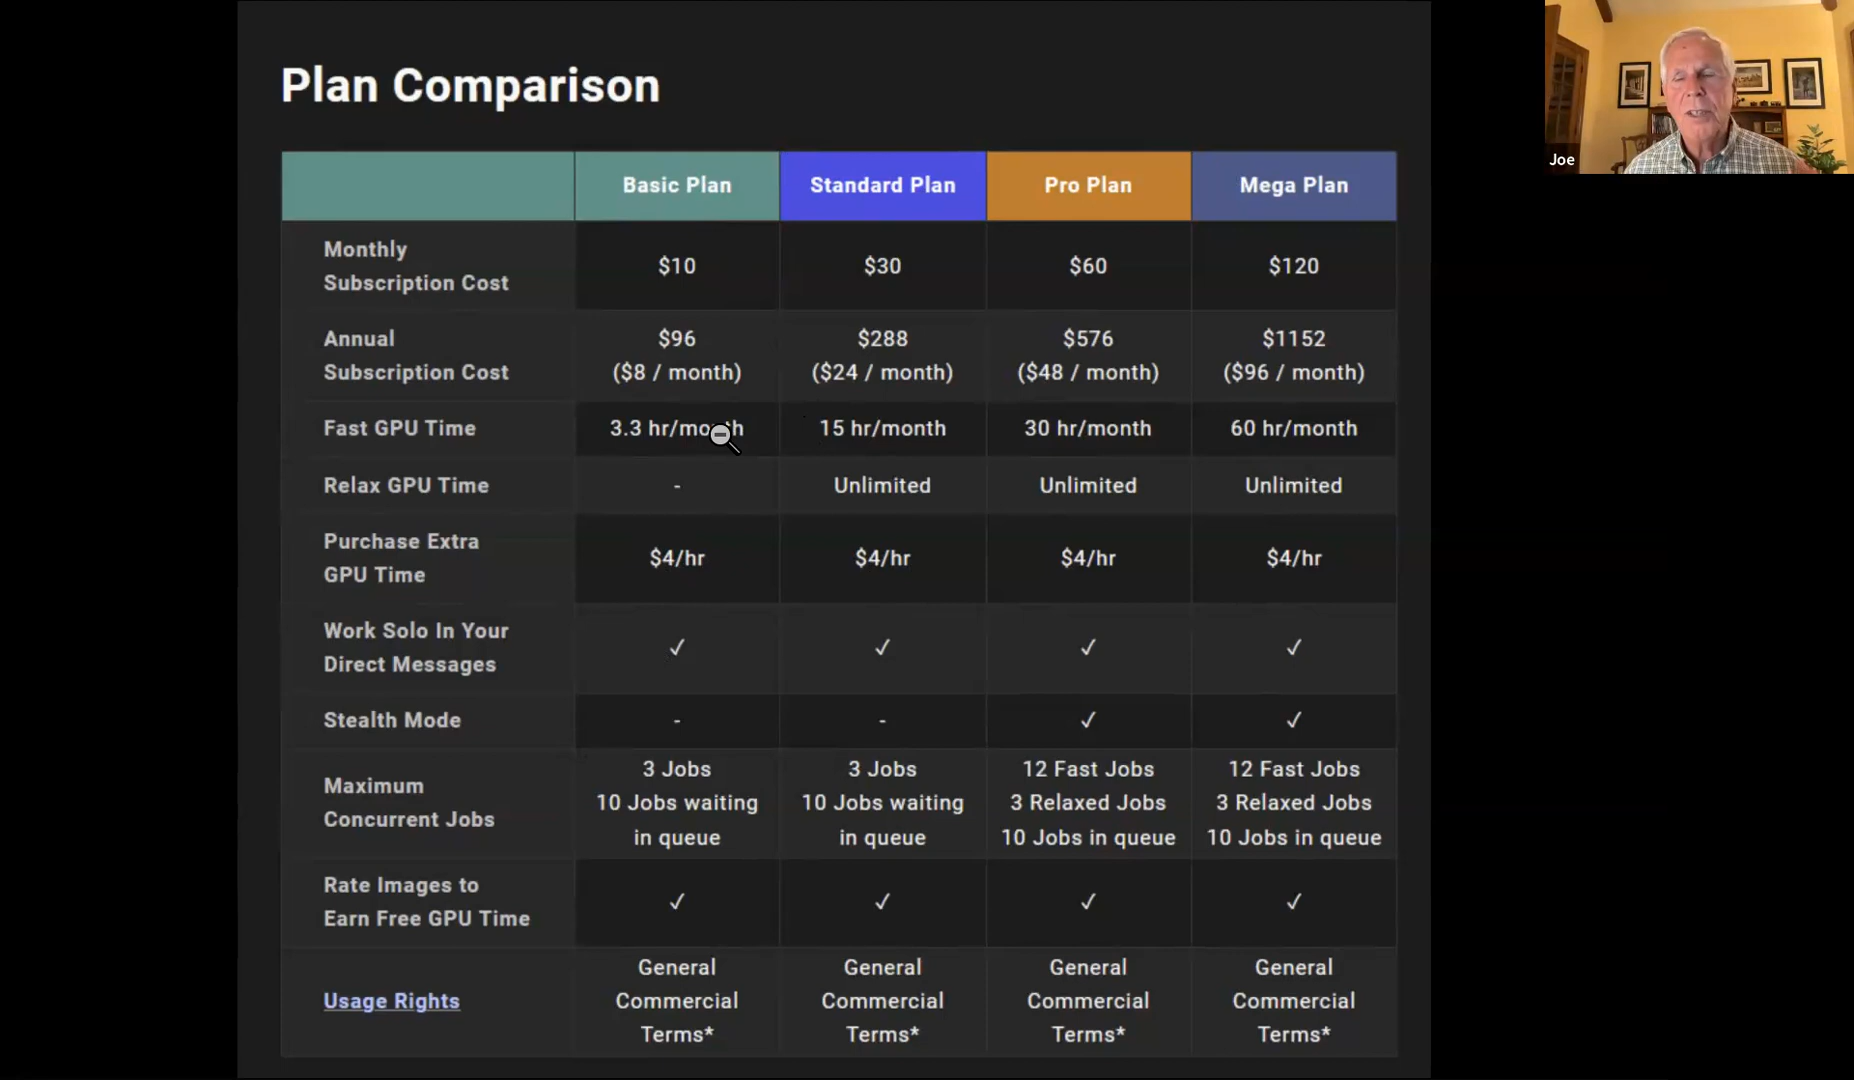 Plan Comparison
Joe
Basic Plan
Standard Plan
Pro Plan
Mega Plan
Monthly
Subscription Cost
$10
$30
$60
$120
Annual
Subscription Cost
$96
($8 / month)
$288
($24 / month)
$576
($48 / month)
$1152
($96 / month)
Fast GPU Time
3.3 hr/month
15 hr/month
30 hr/month
60 hr/month
Relax GPU Time
-
Unlimited
Unlimited
Unlimited
Purchase Extra
GPU Time
$4/hr
$4/hr
$4/hr
$4/hr
Work Solo In Your
Direct Messages
✓
✓
✓
✓
Stealth Mode
-
-
✓
✓
Maximum
Concurrent Jobs
3 Jobs
10 Jobs waiting
in queue
3 Jobs
10 Jobs waiting
in queue
12 Fast Jobs
3 Relaxed Jobs
10 Jobs in queue
12 Fast Jobs
3 Relaxed Jobs
10 Jobs in queue
Rate Images to
Earn Free GPU Time
✓
✓
✓
✓
Usage Rights
General
Commercial
Terms*
General
Commercial
Terms*
General
Commercial
Terms*
General
Commercial
Terms*